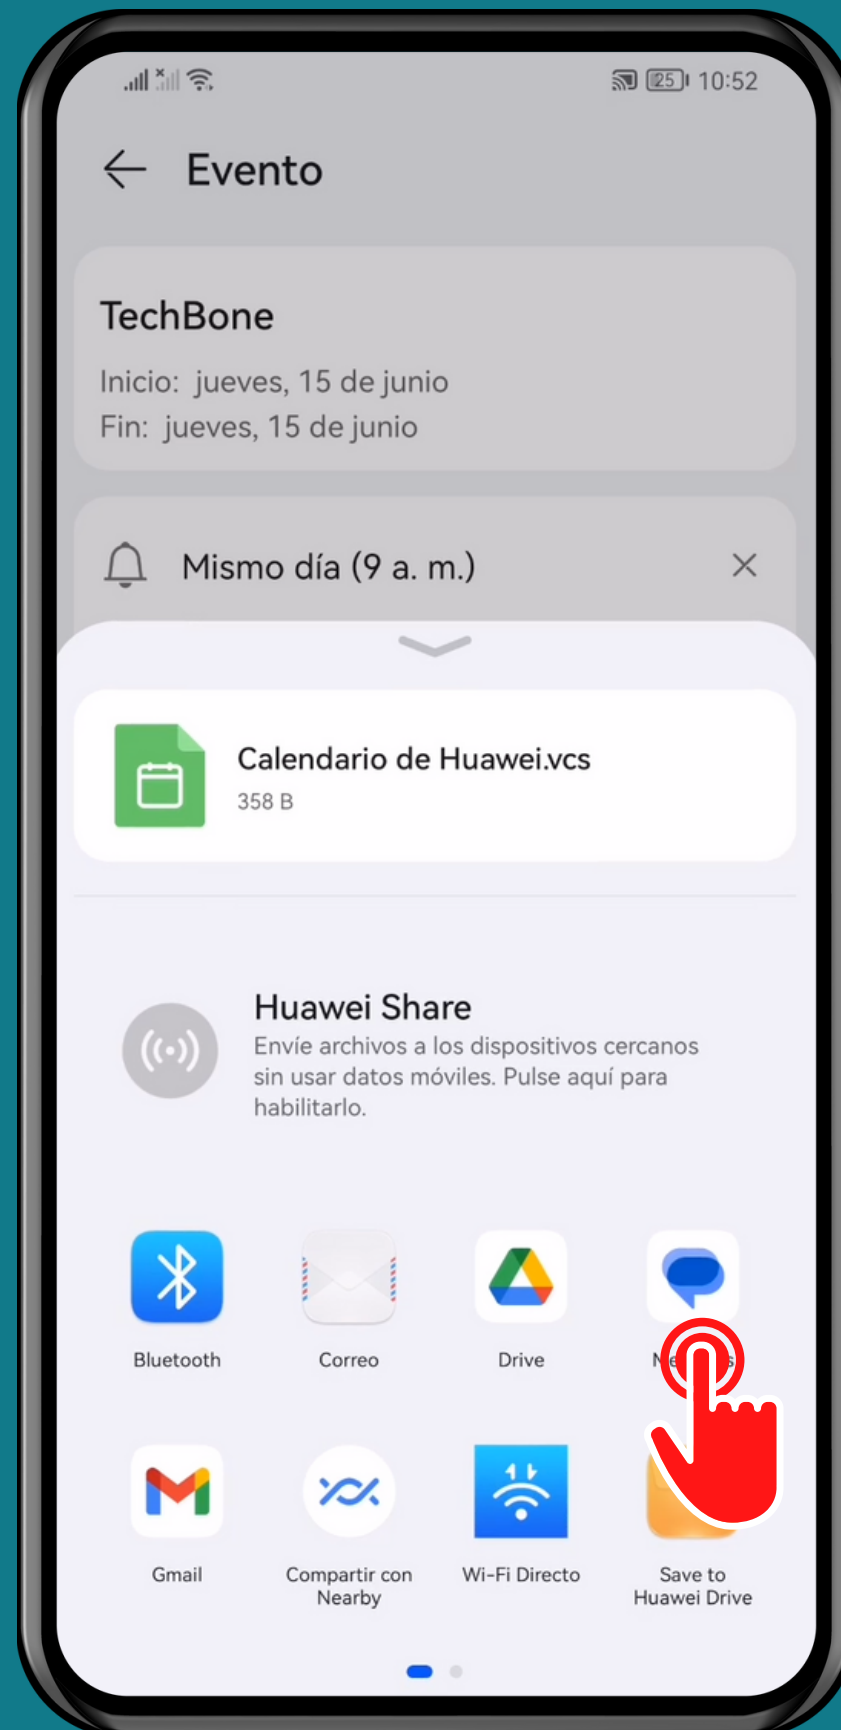 25 10:52
Evento
TechBone
Inicio: jueves, 15 de junio
Fin: jueves, 15 de junio
Mismo día (9 a. m.)
Calendario de Huawei.vcs
358 B
Huawei Share
Envíe archivos a los dispositivos cercanos
sin usar datos móviles. Pulse aquí para
habilitarlo.
Bluetooth
Correo
Drive
Gmail
Compartir con
Nearby
Wi-Fi Directo
Save to
Huawei Drive